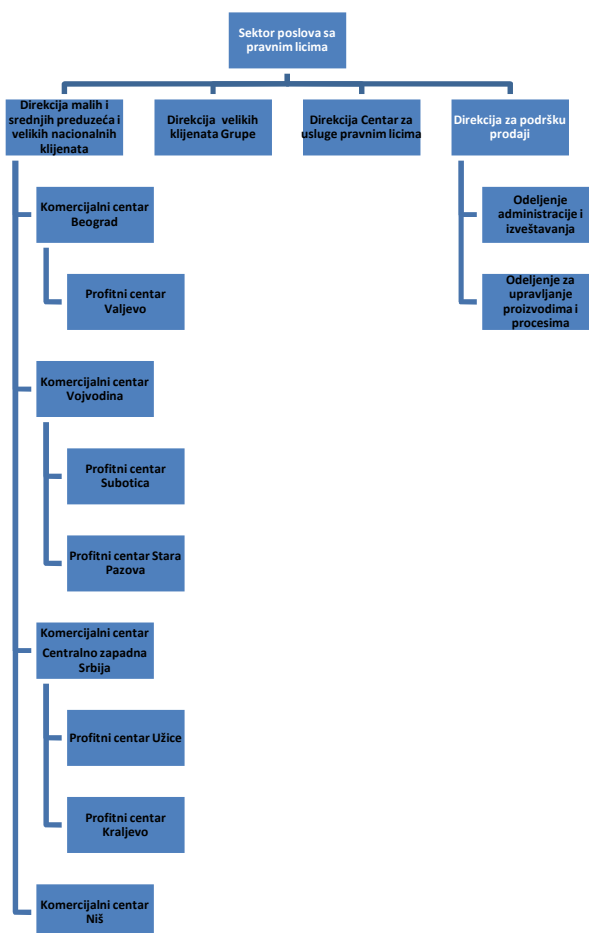 Sektor poslova sa
pravnim licima
Direkcija malih i
srednjih preduzeća i
velikih nacionalnih
klijenata
Direkcija velikih
klijenata Grupe
Direkcija Centar za
usluge pravnim licima
Direkcija za podršku
prodaji
Komercijalni centar
Beograd
Profitni centar
Valjevo
Komercijalni centar
Vojvodina
Profitni centar
Subotica
Profitni centar Stara
Pazova
Komercijalni centar
Centralno zapadna
Srbija
Profitni centar Užice
Profitni centar
Kraljevo
Komercijalni centar
Niš
Odeljenje
administracije i
izveštavanja
Odeljenje za
upravljanje
proizvodima i
procesima